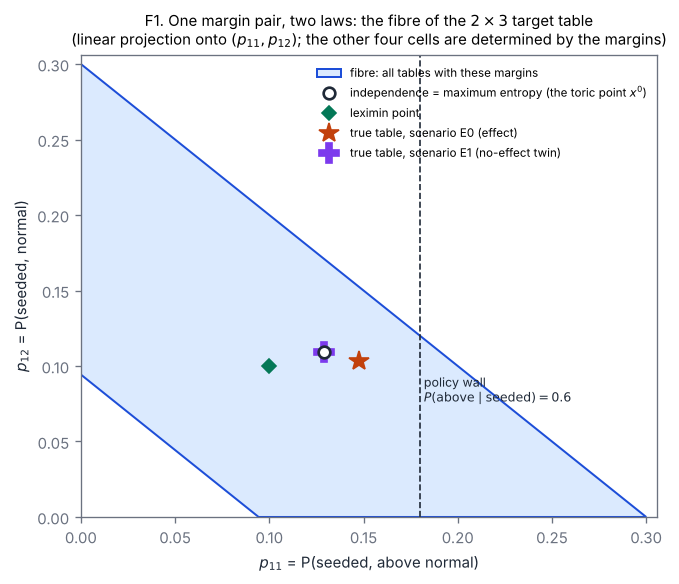 F1. One margin pair, two laws: the fibre of the 2 × 3 target table
(linear projection onto (p₁₁, p₁₂); the other four cells are determined by the margins)
fibre: all tables with these margins
independence = maximum entropy (the toric point x⁰)
leximin point
true table, scenario E0 (effect)
true table, scenario E1 (no-effect twin)
0.30
0.25
0.20
0.15
0.10
0.05
0.00
p₁₂ = P(seeded, normal)
policy wall
P(above | seeded) = 0.6
0.00 0.05 0.10 0.15 0.20 0.25 0.30
p₁₁ = P(seeded, above normal)